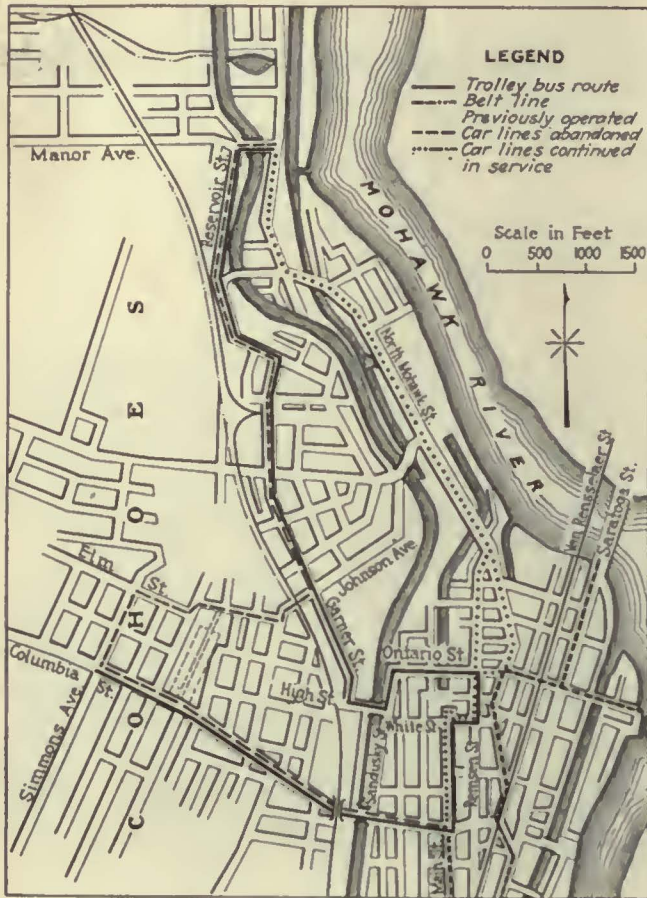 LEGEND
Trolley bus route
Belt line
Previously operated
Car lines abandoned
Car lines continued
in service
Manor Ave.
Reservoir St.
MOHAWK RIVER
Scale in Feet
0 500 1000 1500
North Mohawk St.
Van Rensselaer St.
Saratoga St.
COHOES
Elm St.
Johnson Ave.
Garner St.
Ontario St.
Columbia St.
High St.
White St.
Simmons Ave.
Sandusky St.
Remsen St.
Main St.